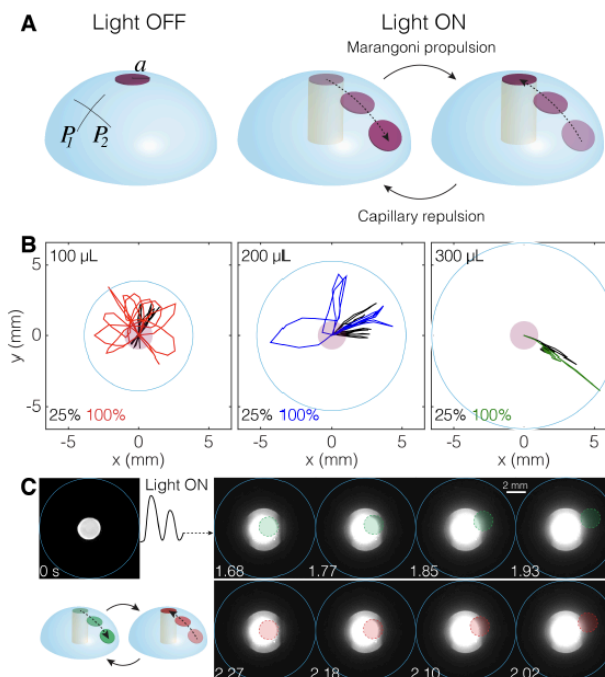 A
Light OFF
Light ON
Marangoni propulsion
a
P1
P2
Capillary repulsion
B
100 µL
200 µL
300 µL
5
0
-5
y (mm)
25% 100%
25% 100%
25% 100%
-5 0 5
-5 0 5
-5 0 5
x (mm)
x (mm)
x (mm)
C
Light ON
2 mm
0 s
1.68
1.77
1.85
1.93
2.27
2.18
2.10
2.02